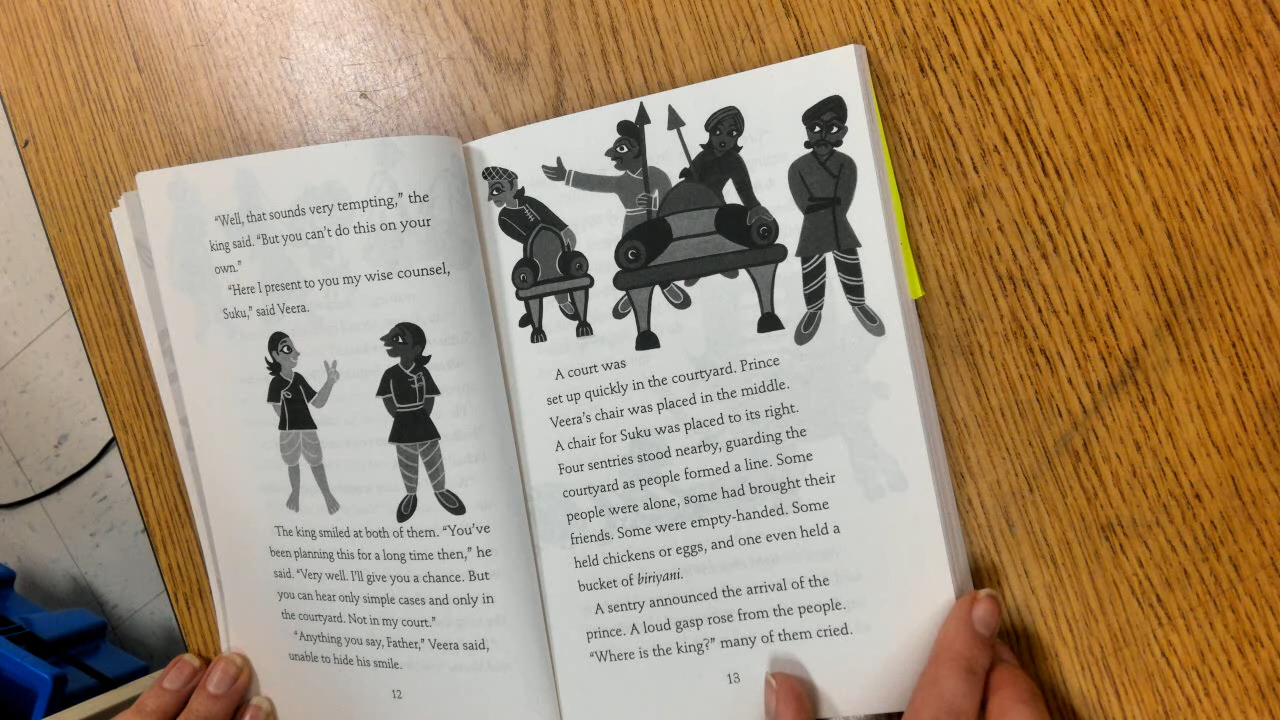 “Well, that sounds very tempting,” the
king said. “But you can’t do this on your
own.”
“Here I present to you my wise counsel,
Suku,” said Veera.
The king smiled at both of them. “You’ve
been planning this for a long time then,” he
said. “Very well. I’ll give you a chance. But
you can hear only simple cases and only in
the courtyard. Not in my court.”
“Anything you say, Father,” Veera said,
unable to hide his smile.
12
A court was
set up quickly in the courtyard. Prince
Veera’s chair was placed in the middle.
A chair for Suku was placed to its right.
Four sentries stood nearby, guarding the
courtyard as people formed a line. Some
people were alone, some had brought their
friends. Some were empty-handed. Some
held chickens or eggs, and one even held a
bucket of biriyani.
A sentry announced the arrival of the
prince. A loud gasp rose from the people.
“Where is the king?” many of them cried.
13